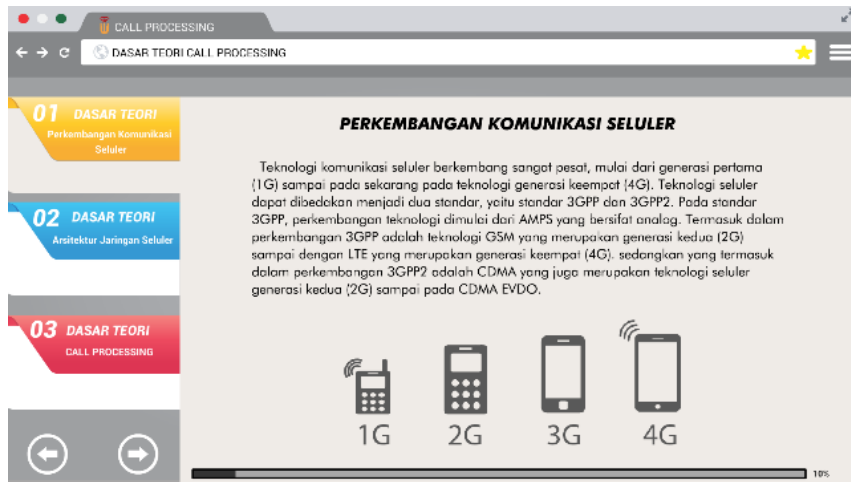 CALL PROCESSING
DASAR TEORI CALL PROCESSING
01 DASAR TEORI
Perkembangan Komunikasi
Seluler
02 DASAR TEORI
Arsitektur Jaringan Seluler
03 DASAR TEORI
CALL PROCESSING
PERKEMBANGAN KOMUNIKASI SELULER
Teknologi komunikasi seluler berkembang sangat pesat, mulai dari generasi pertama
(1G) sampai pada sekarang pada teknologi generasi keempat (4G). Teknologi seluler
dapat dibedakan menjadi dua standar, yaitu standar 3GPP dan 3GPP2. Pada standar
3GPP, perkembangan teknologi dimulai dari AMPS yang bersifat analog. Termasuk dalam
perkembangan 3GPP adalah teknologi GSM yang merupakan generasi kedua (2G)
sampai dengan LTE yang merupakan generasi keempat (4G). sedangkan yang termasuk
dalam perkembangan 3GPP2 adalah CDMA yang juga merupakan teknologi seluler
generasi kedua (2G) sampai pada CDMA EVDO.
1G 2G 3G 4G
10%